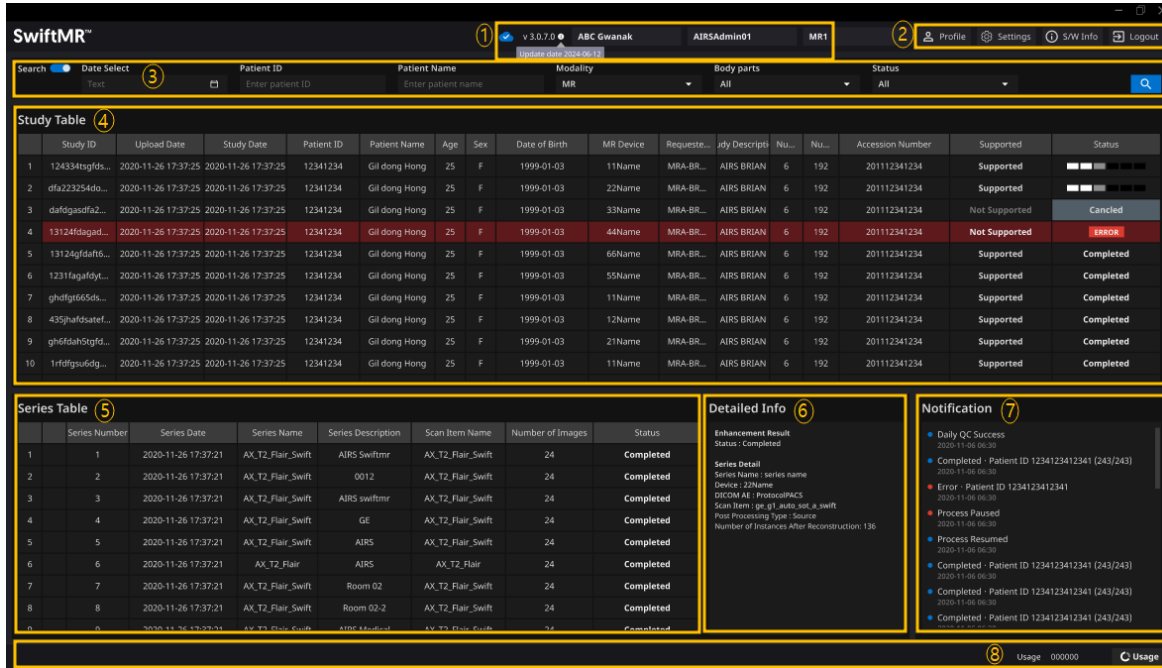 SwiftMR™
① v 3.0.7.0 ABC Gwanak AIRSAdmin01 MR1 ② Profile Settings S/W Info Logout
Update date 2024-06-12
Search Date Select Patient ID Patient Name Modality Body parts Status
③ Text Enter patient ID Enter patient name MR All All
Study Table ④
Study ID Upload Date Study Date Patient ID Patient Name Age Sex Date of Birth MR Device Requeste... udy Descripti Nu... Nu... Accession Number Supported Status
1 124334tsgfds... 2020-11-26 17:37:25 2020-11-26 17:37:25 12341234 Gil dong Hong 25 F 1999-01-03 11Name MRA-BR... AIRS BRIAN 6 192 201112341234 Supported
2 dfa223254do... 2020-11-26 17:37:25 2020-11-26 17:37:25 12341234 Gil dong Hong 25 F 1999-01-03 22Name MRA-BR... AIRS BRIAN 6 192 201112341234 Supported
3 dafdgasdfa2... 2020-11-26 17:37:25 2020-11-26 17:37:25 12341234 Gil dong Hong 25 F 1999-01-03 33Name MRA-BR... AIRS BRIAN 6 192 201112341234 Not Supported Cancled
4 13124fdagad... 2020-11-26 17:37:25 2020-11-26 17:37:25 12341234 Gil dong Hong 25 F 1999-01-03 44Name MRA-BR... AIRS BRIAN 6 192 201112341234 Not Supported ERROR
5 13124gfdaft6... 2020-11-26 17:37:25 2020-11-26 17:37:25 12341234 Gil dong Hong 25 F 1999-01-03 66Name MRA-BR... AIRS BRIAN 6 192 201112341234 Supported Completed
6 1231fagafdyt... 2020-11-26 17:37:25 2020-11-26 17:37:25 12341234 Gil dong Hong 25 F 1999-01-03 55Name MRA-BR... AIRS BRIAN 6 192 201112341234 Supported Completed
7 ghdfgt665ds... 2020-11-26 17:37:25 2020-11-26 17:37:25 12341234 Gil dong Hong 25 F 1999-01-03 11Name MRA-BR... AIRS BRIAN 6 192 201112341234 Supported Completed
8 435jhafdsatef... 2020-11-26 17:37:25 2020-11-26 17:37:25 12341234 Gil dong Hong 25 F 1999-01-03 12Name MRA-BR... AIRS BRIAN 6 192 201112341234 Supported Completed
9 gh6fdah5tgfd... 2020-11-26 17:37:25 2020-11-26 17:37:25 12341234 Gil dong Hong 25 F 1999-01-03 21Name MRA-BR... AIRS BRIAN 6 192 201112341234 Supported Completed
10 1rfdfgsu6dg... 2020-11-26 17:37:25 2020-11-26 17:37:25 12341234 Gil dong Hong 25 F 1999-01-03 11Name MRA-BR... AIRS BRIAN 6 192 201112341234 Supported Completed
Series Table ⑤
Series Number Series Date Series Name Series Description Scan Item Name Number of Images Status
1 1 2020-11-26 17:37:21 AX_T2_Flair_Swift AIRS Swiftmr AX_T2_Flair_Swift 24 Completed
2 2 2020-11-26 17:37:21 AX_T2_Flair_Swift 0012 AX_T2_Flair_Swift 24 Completed
3 3 2020-11-26 17:37:21 AX_T2_Flair_Swift AIRS swiftmr AX_T2_Flair_Swift 24 Completed
4 4 2020-11-26 17:37:21 AX_T2_Flair_Swift GE AX_T2_Flair_Swift 24 Completed
5 5 2020-11-26 17:37:21 AX_T2_Flair_Swift AIRS AX_T2_Flair_Swift 24 Completed
6 6 2020-11-26 17:37:21 AX_T2_Flair AIRS AX_T2_Flair 24 Completed
7 7 2020-11-26 17:37:21 AX_T2_Flair_Swift Room 02 AX_T2_Flair_Swift 24 Completed
8 8 2020-11-26 17:37:21 AX_T2_Flair_Swift Room 02-2 AX_T2_Flair_Swift 24 Completed
9 9 2020-11-26 17:37:21 AX_T2_Flair_Swift AIRS Medical AX_T2_Flair_Swift 24 Completed
Detailed Info ⑥
Enhancement Result
Status : Completed
Series Detail
Series Name : series name
Device : 22Name
DICOM AE : ProtocolPACS
Scan Item : ge_g1_auto_sot_a_swift
Post Processing Type : Source
Number of Instances After Reconstruction: 136
Notification ⑦
Daily QC Success
2020-11-06 06:30
Completed · Patient ID 1234123412341 (243/243)
2020-11-06 06:30
Error · Patient ID 1234123412341
2020-11-06 06:30
Process Paused
2020-11-06 06:30
Process Resumed
2020-11-06 06:30
Completed · Patient ID 1234123412341 (243/243)
2020-11-06 06:30
Completed · Patient ID 1234123412341 (243/243)
2020-11-06 06:30
Completed · Patient ID 1234123412341 (243/243)
⑧ Usage 000000 Usage